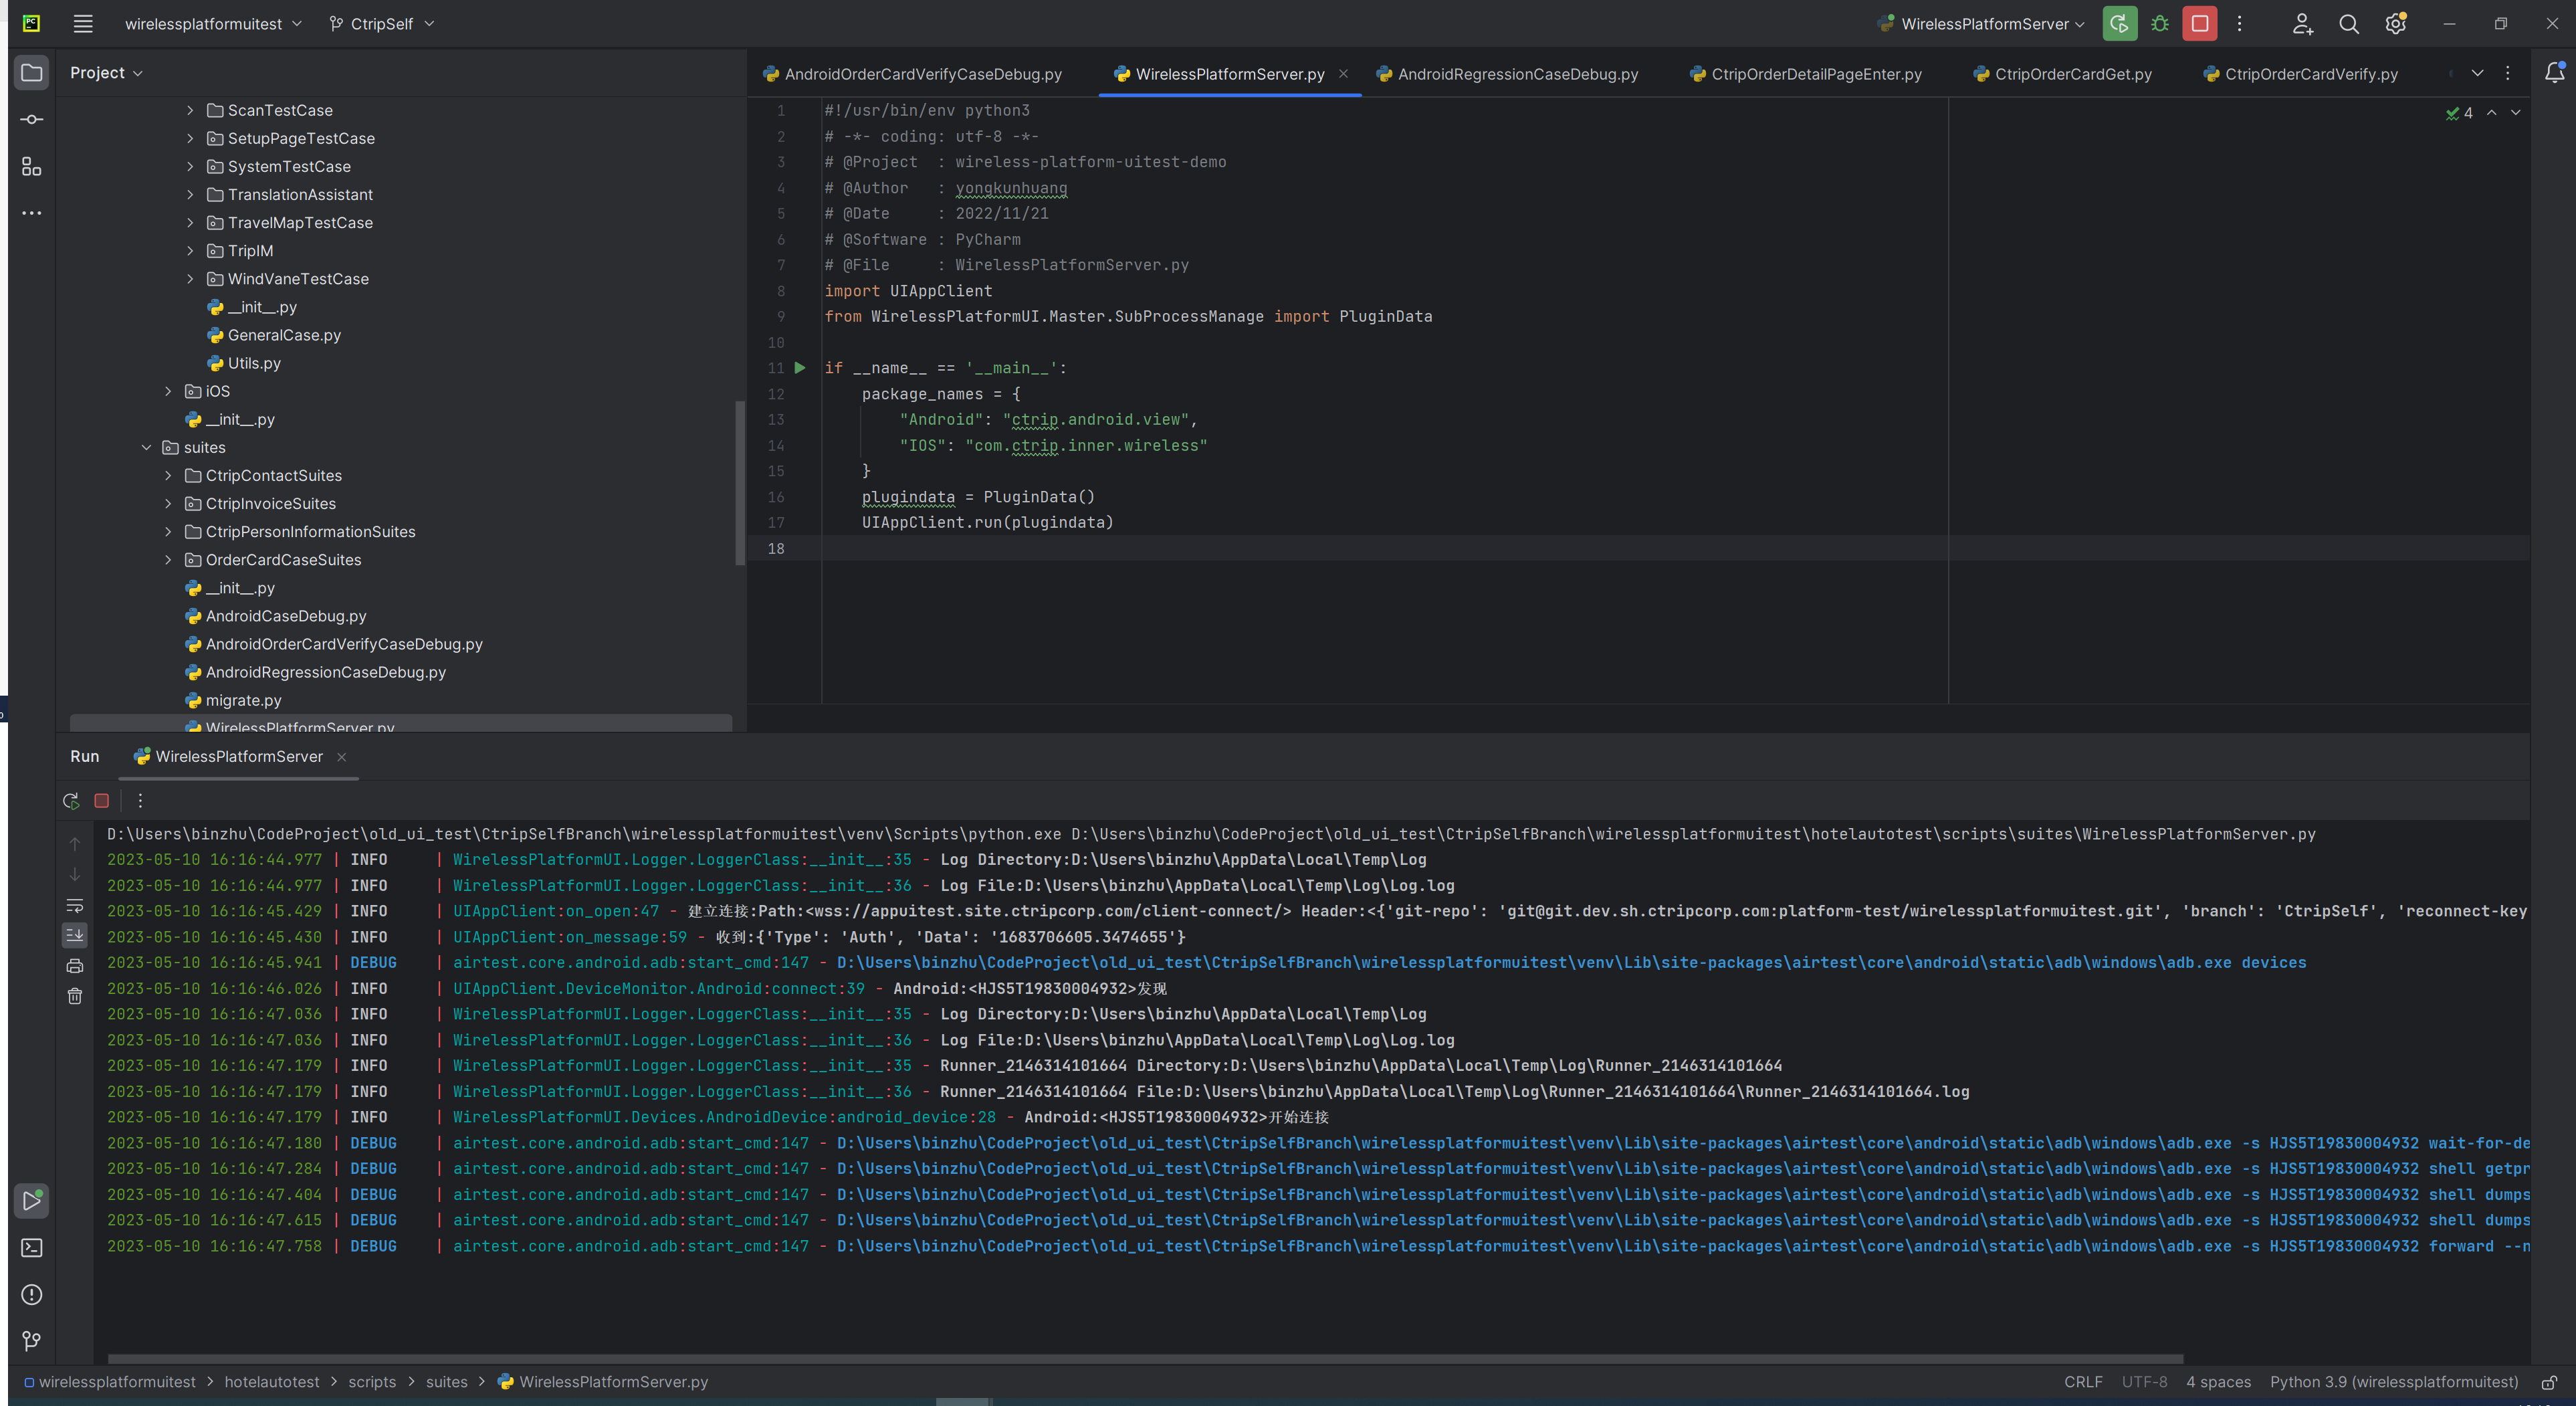 PC
wirelessplatformuitest
CtripSelf
WirelessPlatformServer
Project
ScanTestCase
SetupPageTestCase
SystemTestCase
TranslationAssistant
TravelMapTestCase
TripIM
WindVaneTestCase
__init__.py
GeneralCase.py
Utils.py
iOS
__init__.py
suites
CtripContactSuites
CtripInvoiceSuites
CtripPersonInformationSuites
OrderCardCaseSuites
__init__.py
AndroidCaseDebug.py
AndroidOrderCardVerifyCaseDebug.py
AndroidRegressionCaseDebug.py
migrate.py
WirelessPlatformServer.py
AndroidOrderCardVerifyCaseDebug.py
WirelessPlatformServer.py
AndroidRegressionCaseDebug.py
CtripOrderDetailPageEnter.py
CtripOrderCardGet.py
CtripOrderCardVerify.py
4
1 #!/usr/bin/env python3
2 # -*- coding: utf-8 -*-
3 # @Project  : wireless-platform-uitest-demo
4 # @Author   : yongkunhuang
5 # @Date     : 2022/11/21
6 # @Software : PyCharm
7 # @File     : WirelessPlatformServer.py
8 import UIAppClient
9 from WirelessPlatformUI.Master.SubProcessManage import PluginData
10
11 if __name__ == '__main__':
12     package_names = {
13         "Android": "ctrip.android.view",
14         "IOS": "com.ctrip.inner.wireless"
15     }
16     plugindata = PluginData()
17     UIAppClient.run(plugindata)
18
Run
WirelessPlatformServer
D:\Users\binzhu\CodeProject\old_ui_test\CtripSelfBranch\wirelessplatformuitest\venv\Scripts\python.exe D:\Users\binzhu\CodeProject\old_ui_test\CtripSelfBranch\wirelessplatformuitest\hotelautotest\scripts\suites\WirelessPlatformServer.py
2023-05-10 16:16:44.977 | INFO     | WirelessPlatformUI.Logger.LoggerClass:__init__:35 - Log Directory:D:\Users\binzhu\AppData\Local\Temp\Log
2023-05-10 16:16:44.977 | INFO     | WirelessPlatformUI.Logger.LoggerClass:__init__:36 - Log File:D:\Users\binzhu\AppData\Local\Temp\Log\Log.log
2023-05-10 16:16:45.429 | INFO     | UIAppClient:on_open:47 - 建立连接:Path:<wss://appuitest.site.ctripcorp.com/client-connect/> Header:<{'git-repo': 'git@git.dev.sh.ctripcorp.com:platform-test/wirelessplatformuitest.git', 'branch': 'CtripSelf', 'reconnect-key
2023-05-10 16:16:45.430 | INFO     | UIAppClient:on_message:59 - 收到:{'Type': 'Auth', 'Data': '1683706605.3474655'}
2023-05-10 16:16:45.941 | DEBUG    | airtest.core.android.adb:start_cmd:147 - D:\Users\binzhu\CodeProject\old_ui_test\CtripSelfBranch\wirelessplatformuitest\venv\Lib\site-packages\airtest\core\android\static\adb\windows\adb.exe devices
2023-05-10 16:16:46.026 | INFO     | UIAppClient.DeviceMonitor.Android:connect:39 - Android:<HJS5T19830004932>发现
2023-05-10 16:16:47.036 | INFO     | WirelessPlatformUI.Logger.LoggerClass:__init__:35 - Log Directory:D:\Users\binzhu\AppData\Local\Temp\Log
2023-05-10 16:16:47.036 | INFO     | WirelessPlatformUI.Logger.LoggerClass:__init__:36 - Log File:D:\Users\binzhu\AppData\Local\Temp\Log\Log.log
2023-05-10 16:16:47.179 | INFO     | WirelessPlatformUI.Logger.LoggerClass:__init__:35 - Runner_2146314101664 Directory:D:\Users\binzhu\AppData\Local\Temp\Log\Runner_2146314101664
2023-05-10 16:16:47.179 | INFO     | WirelessPlatformUI.Logger.LoggerClass:__init__:36 - Runner_2146314101664 File:D:\Users\binzhu\AppData\Local\Temp\Log\Runner_2146314101664\Runner_2146314101664.log
2023-05-10 16:16:47.179 | INFO     | WirelessPlatformUI.Devices.AndroidDevice:android_device:28 - Android:<HJS5T19830004932>开始连接
2023-05-10 16:16:47.180 | DEBUG    | airtest.core.android.adb:start_cmd:147 - D:\Users\binzhu\CodeProject\old_ui_test\CtripSelfBranch\wirelessplatformuitest\venv\Lib\site-packages\airtest\core\android\static\adb\windows\adb.exe -s HJS5T19830004932 wait-for-de
2023-05-10 16:16:47.284 | DEBUG    | airtest.core.android.adb:start_cmd:147 - D:\Users\binzhu\CodeProject\old_ui_test\CtripSelfBranch\wirelessplatformuitest\venv\Lib\site-packages\airtest\core\android\static\adb\windows\adb.exe -s HJS5T19830004932 shell getpr
2023-05-10 16:16:47.404 | DEBUG    | airtest.core.android.adb:start_cmd:147 - D:\Users\binzhu\CodeProject\old_ui_test\CtripSelfBranch\wirelessplatformuitest\venv\Lib\site-packages\airtest\core\android\static\adb\windows\adb.exe -s HJS5T19830004932 shell dumps
2023-05-10 16:16:47.615 | DEBUG    | airtest.core.android.adb:start_cmd:147 - D:\Users\binzhu\CodeProject\old_ui_test\CtripSelfBranch\wirelessplatformuitest\venv\Lib\site-packages\airtest\core\android\static\adb\windows\adb.exe -s HJS5T19830004932 shell dumps
2023-05-10 16:16:47.758 | DEBUG    | airtest.core.android.adb:start_cmd:147 - D:\Users\binzhu\CodeProject\old_ui_test\CtripSelfBranch\wirelessplatformuitest\venv\Lib\site-packages\airtest\core\android\static\adb\windows\adb.exe -s HJS5T19830004932 forward --n
wirelessplatformuitest > hotelautotest > scripts > suites > WirelessPlatformServer.py
CRLF UTF-8 4 spaces Python 3.9 (wirelessplatformuitest)